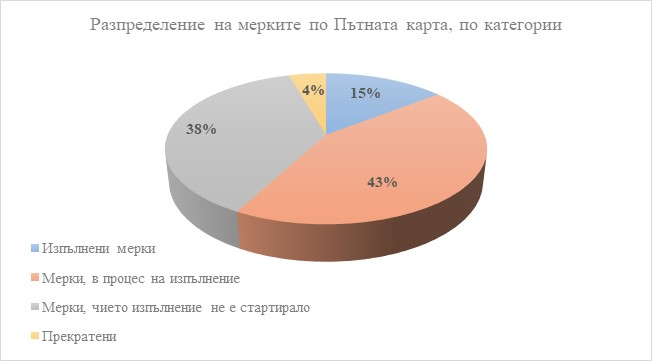 Разпределение на мерките по Пътната карта, по категории
4%
15%
38%
43%
Изпълнени мерки
Мерки, в процес на изпълнение
Мерки, чието изпълнение не е стартирало
Прекратени